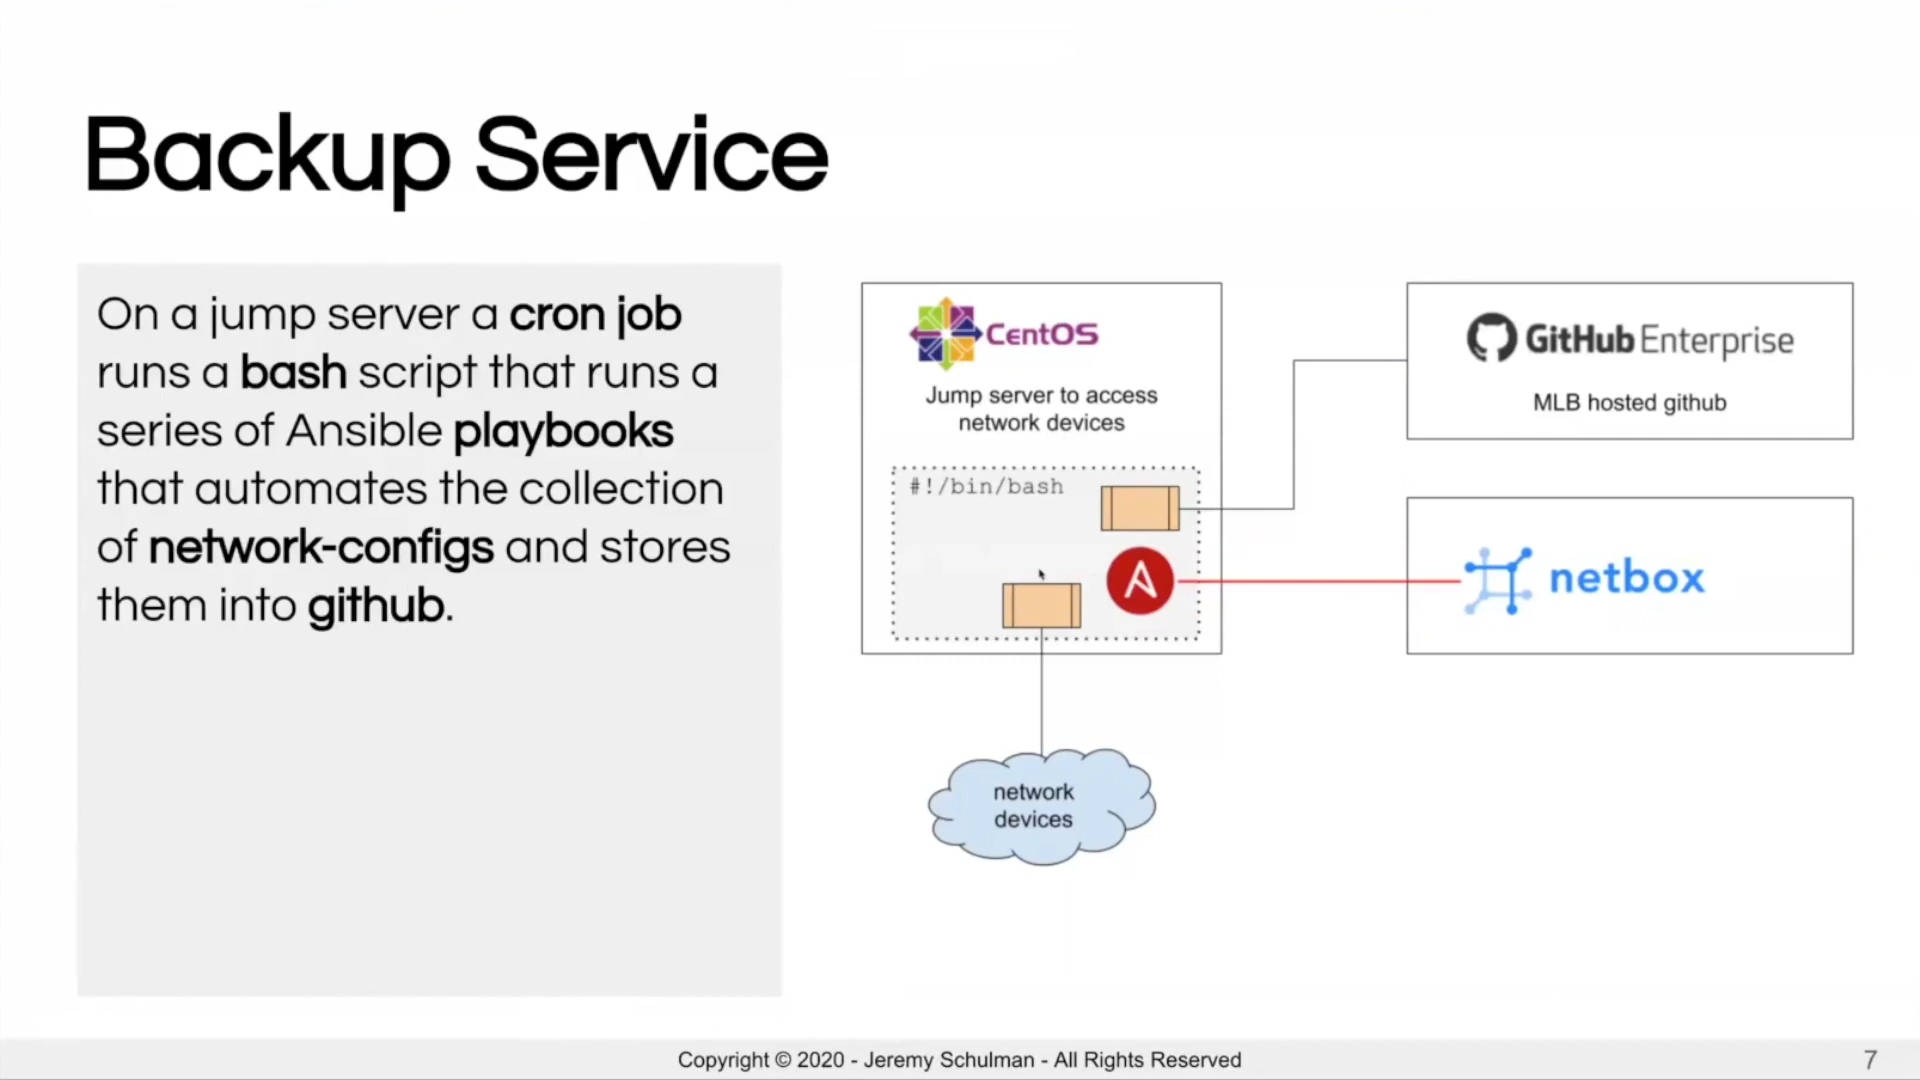 Backup Service
On a jump server a cron job
runs a bash script that runs a
series of Ansible playbooks
that automates the collection
of network-configs and stores
them into github.
CentOS
Jump server to access
network devices
#!/bin/bash
GitHub Enterprise
MLB hosted github
netbox
network
devices
Copyright © 2020 - Jeremy Schulman - All Rights Reserved
7